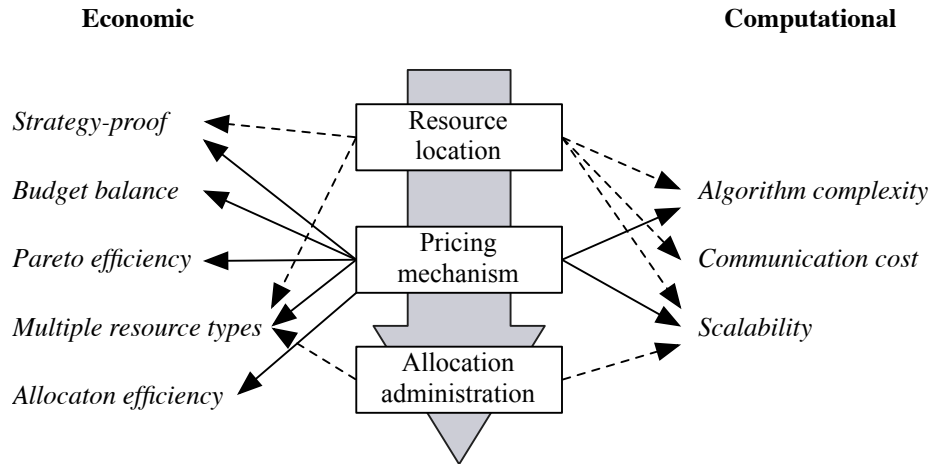 Economic
Computational
Strategy-proof
Budget balance
Pareto efficiency
Multiple resource types
Allocaton efficiency
Resource
location
Pricing
mechanism
Allocation
administration
Algorithm complexity
Communication cost
Scalability